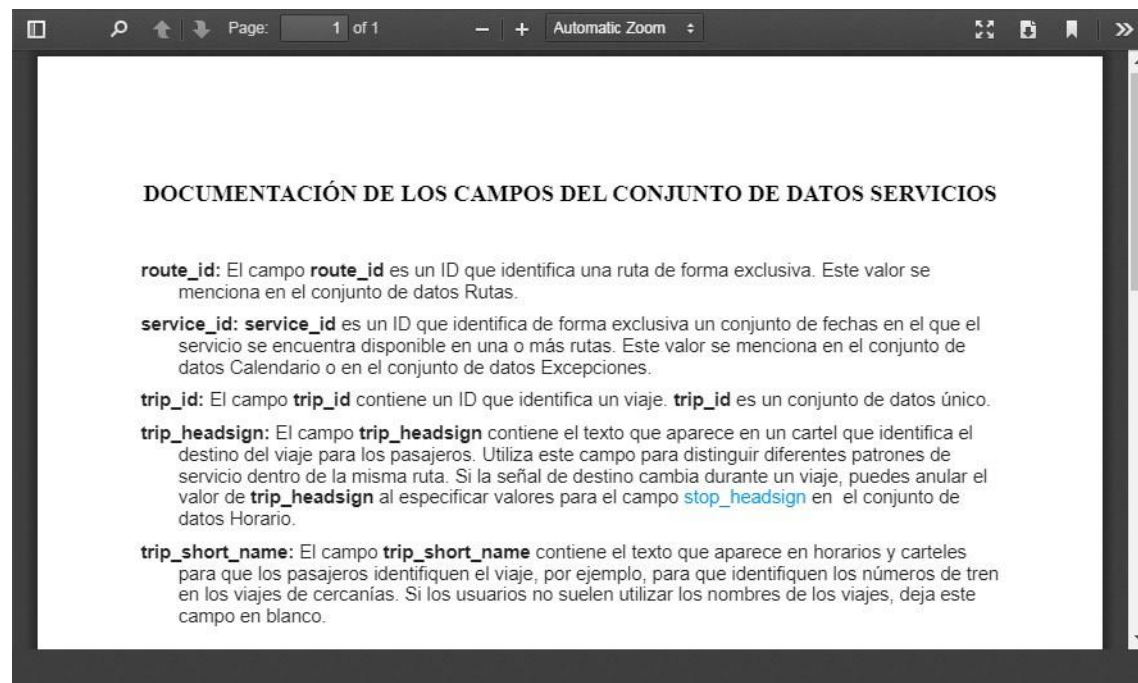 Page: 1 of 1 Automatic Zoom
DOCUMENTACIÓN DE LOS CAMPOS DEL CONJUNTO DE DATOS SERVICIOS
route_id: El campo route_id es un ID que identifica una ruta de forma exclusiva. Este valor se
menciona en el conjunto de datos Rutas.
service_id: service_id es un ID que identifica de forma exclusiva un conjunto de fechas en el que el
servicio se encuentra disponible en una o más rutas. Este valor se menciona en el conjunto de
datos Calendario o en el conjunto de datos Excepciones.
trip_id: El campo trip_id contiene un ID que identifica un viaje. trip_id es un conjunto de datos único.
trip_headsign: El campo trip_headsign contiene el texto que aparece en un cartel que identifica el
destino del viaje para los pasajeros. Utiliza este campo para distinguir diferentes patrones de
servicio dentro de la misma ruta. Si la señal de destino cambia durante un viaje, puedes anular el
valor de trip_headsign al especificar valores para el campo stop_headsign en el conjunto de
datos Horario.
trip_short_name: El campo trip_short_name contiene el texto que aparece en horarios y carteles
para que los pasajeros identifiquen el viaje, por ejemplo, para que identifiquen los números de tren
en los viajes de cercanías. Si los usuarios no suelen utilizar los nombres de los viajes, deja este
campo en blanco.